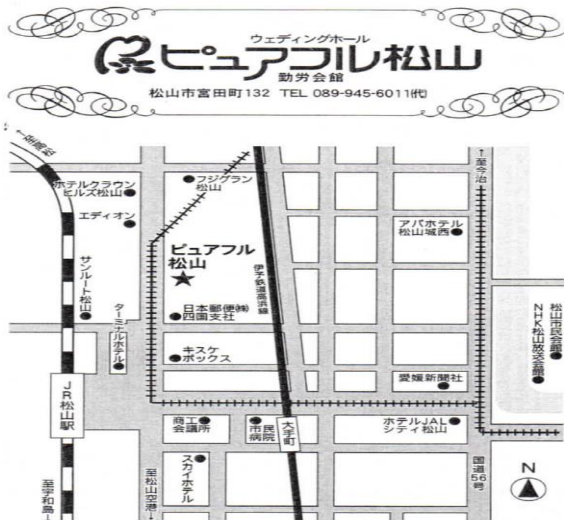 ウェディングホール
ピュアフル松山
勤労会館
松山市宮田町132 TEL 089-945-6011㈹
↑至高松
ホテルクラウン
ヒルズ松山
フジグラン
松山
↑至今治
エディオン
アパホテル
松山城西
ピュアフル
松山
サンルート松山
伊予鉄道高浜線
ターミナルホテル
日本郵便㈱
四国支社
松山市民会館
NHK松山放送会館
キスケ
ボックス
愛媛新聞社
JR松山駅
商工
会議所
市民
病院
大手町
ホテルJAL
シティ松山
スカイホテル
国道56号
N
至宇和島→
至松山空港→